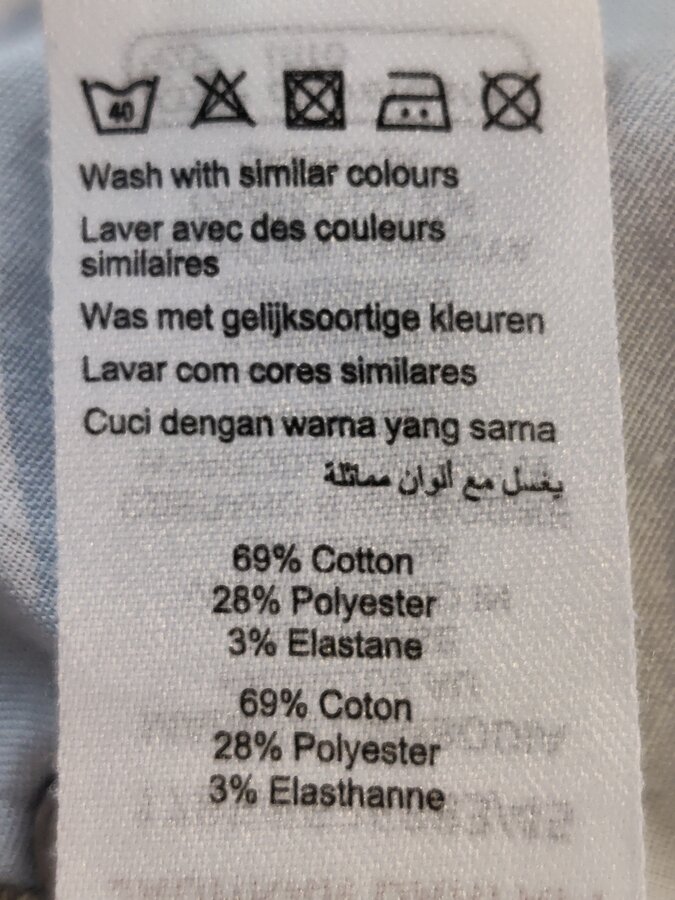 40
Wash with similar colours
Laver avec des couleurs
similaires
Was met gelijksoortige kleuren
Lavar com cores similares
Cuci dengan warna yang sama
يغسل مع ألوان مماثلة
69% Cotton
28% Polyester
3% Elastane
69% Coton
28% Polyester
3% Elasthanne